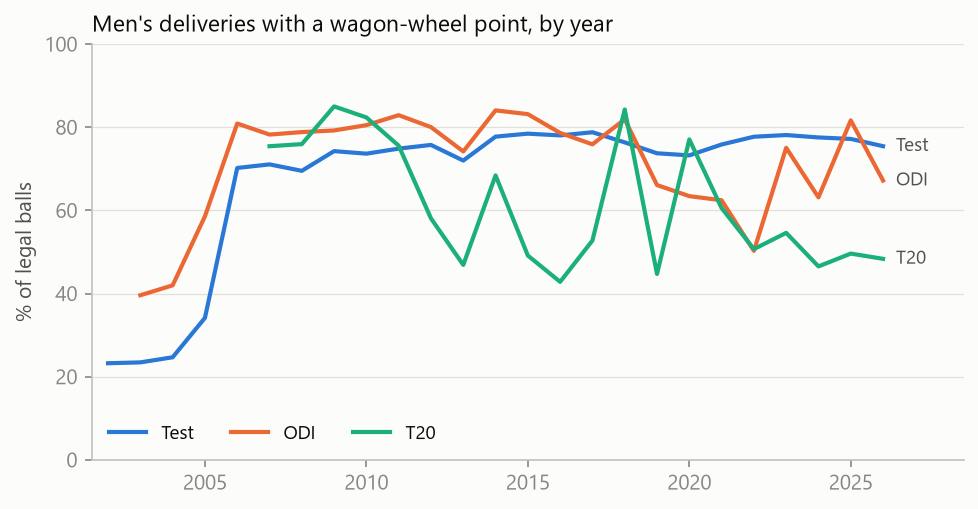 Men's deliveries with a wagon-wheel point, by year
% of legal balls
100
80
60
40
20
0
Test
ODI
T20
Test ODI T20
2005 2010 2015 2020 2025